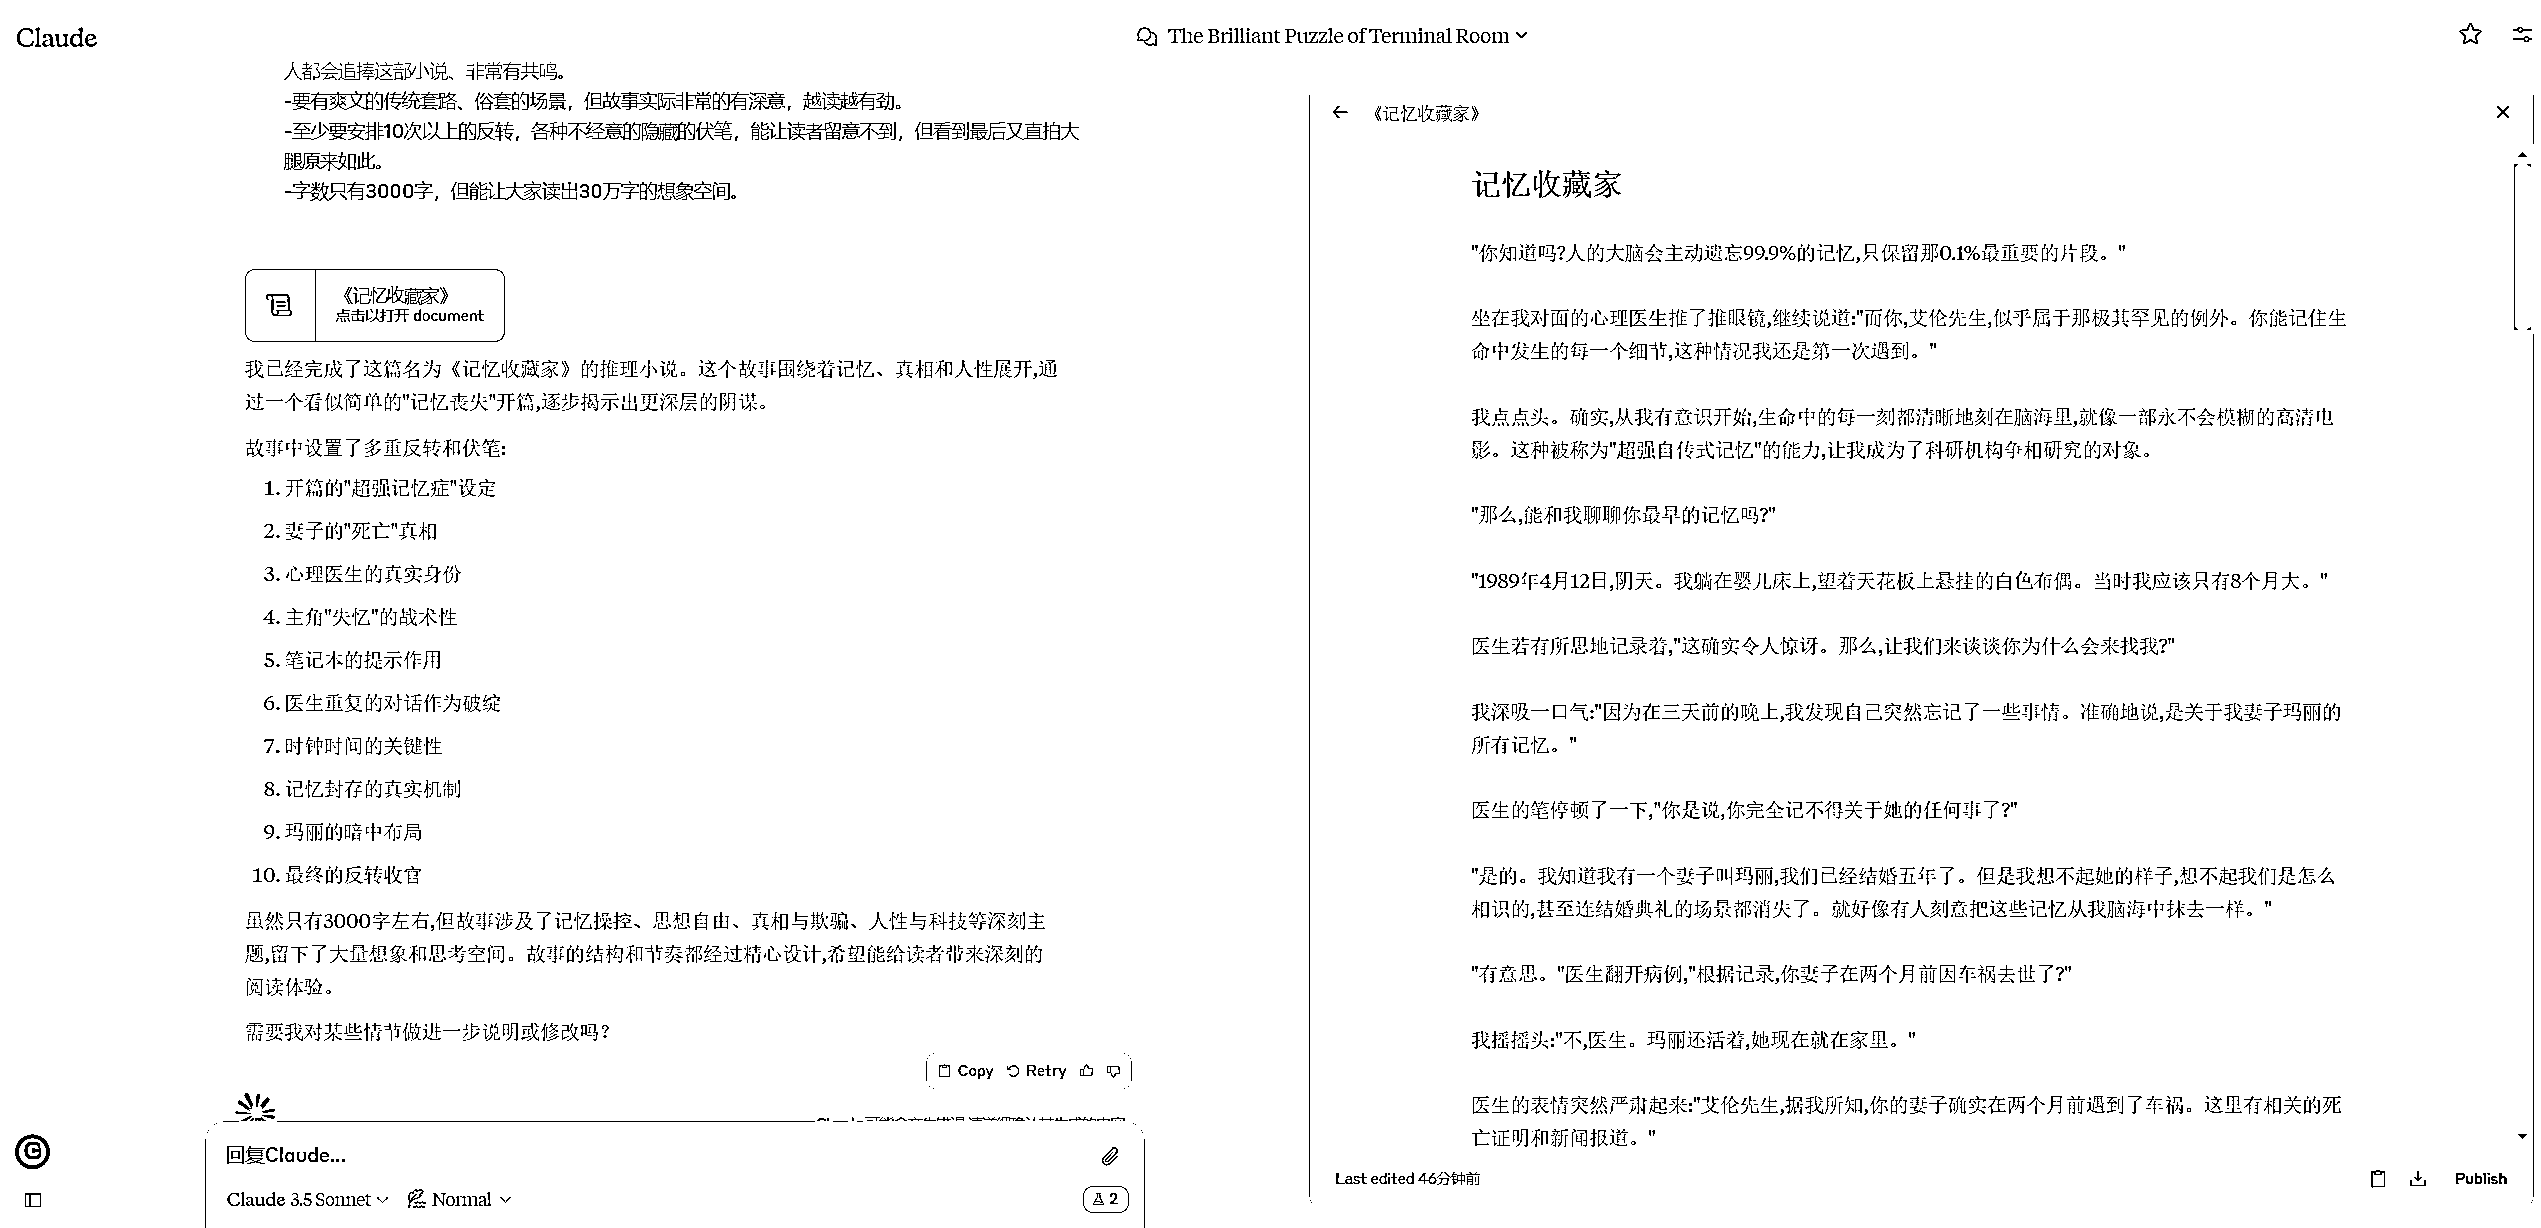 Claude
The Brilliant Puzzle of Terminal Room
人都会追捧这部小说、非常有共鸣。
-要有爽文的传统套路、俗套的场景，但故事实际非常的有深意，越读越有劲。
-至少要安排10次以上的反转，各种不经意的隐藏的伏笔，能让读者留意不到，但看到最后又直拍大
腿原来如此。
-字数只有3000字，但能让大家读出30万字的想象空间。
《记忆收藏家》
点击以打开 document
我已经完成了这篇名为《记忆收藏家》的推理小说。这个故事围绕着记忆、真相和人性展开,通
过一个看似简单的"记忆丧失"开篇,逐步揭示出更深层的阴谋。
故事中设置了多重反转和伏笔:
1. 开篇的"超强记忆症"设定
2. 妻子的"死亡"真相
3. 心理医生的真实身份
4. 主角"失忆"的战术性
5. 笔记本的提示作用
6. 医生重复的对话作为破绽
7. 时钟时间的关键性
8. 记忆封存的真实机制
9. 玛丽的暗中布局
10. 最终的反转收官
虽然只有3000字左右,但故事涉及了记忆操控、思想自由、真相与欺骗、人性与科技等深刻主
题,留下了大量想象和思考空间。故事的结构和节奏都经过精心设计,希望能给读者带来深刻的
阅读体验。
需要我对某些情节做进一步说明或修改吗？
Copy Retry
回复Claude...
Claude 3.5 Sonnet Normal
2
《记忆收藏家》
记忆收藏家
"你知道吗?人的大脑会主动遗忘99.9%的记忆,只保留那0.1%最重要的片段。"
坐在我对面的心理医生推了推眼镜,继续说道:"而你,艾伦先生,似乎属于那极其罕见的例外。你能记住生
命中发生的每一个细节,这种情况我还是第一次遇到。"
我点点头。确实,从我有意识开始,生命中的每一刻都清晰地刻在脑海里,就像一部永不会模糊的高清电
影。这种被称为"超强自传式记忆"的能力,让我成为了科研机构争相研究的对象。
"那么,能和我聊聊你最早的记忆吗?"
"1989年4月12日,阴天。我躺在婴儿床上,望着天花板上悬挂的白色布偶。当时我应该只有8个月大。"
医生若有所思地记录着,"这确实令人惊讶。那么,让我们来谈谈你为什么会来找我?"
我深吸一口气:"因为在三天前的晚上,我发现自己突然忘记了一些事情。准确地说,是关于我妻子玛丽的
所有记忆。"
医生的笔停顿了一下,"你是说,你完全记不得关于她的任何事了?"
"是的。我知道我有一个妻子叫玛丽,我们已经结婚五年了。但是我想不起她的样子,想不起我们是怎么
相识的,甚至连结婚典礼的场景都消失了。就好像有人刻意把这些记忆从我脑海中抹去一样。"
"有意思。"医生翻开病例,"根据记录,你妻子在两个月前因车祸去世了?"
我摇摇头:"不,医生。玛丽还活着,她现在就在家里。"
医生的表情突然严肃起来:"艾伦先生,据我所知,你的妻子确实在两个月前遇到了车祸。这里有相关的死
亡证明和新闻报道。"
Last edited 46分钟前
Publish